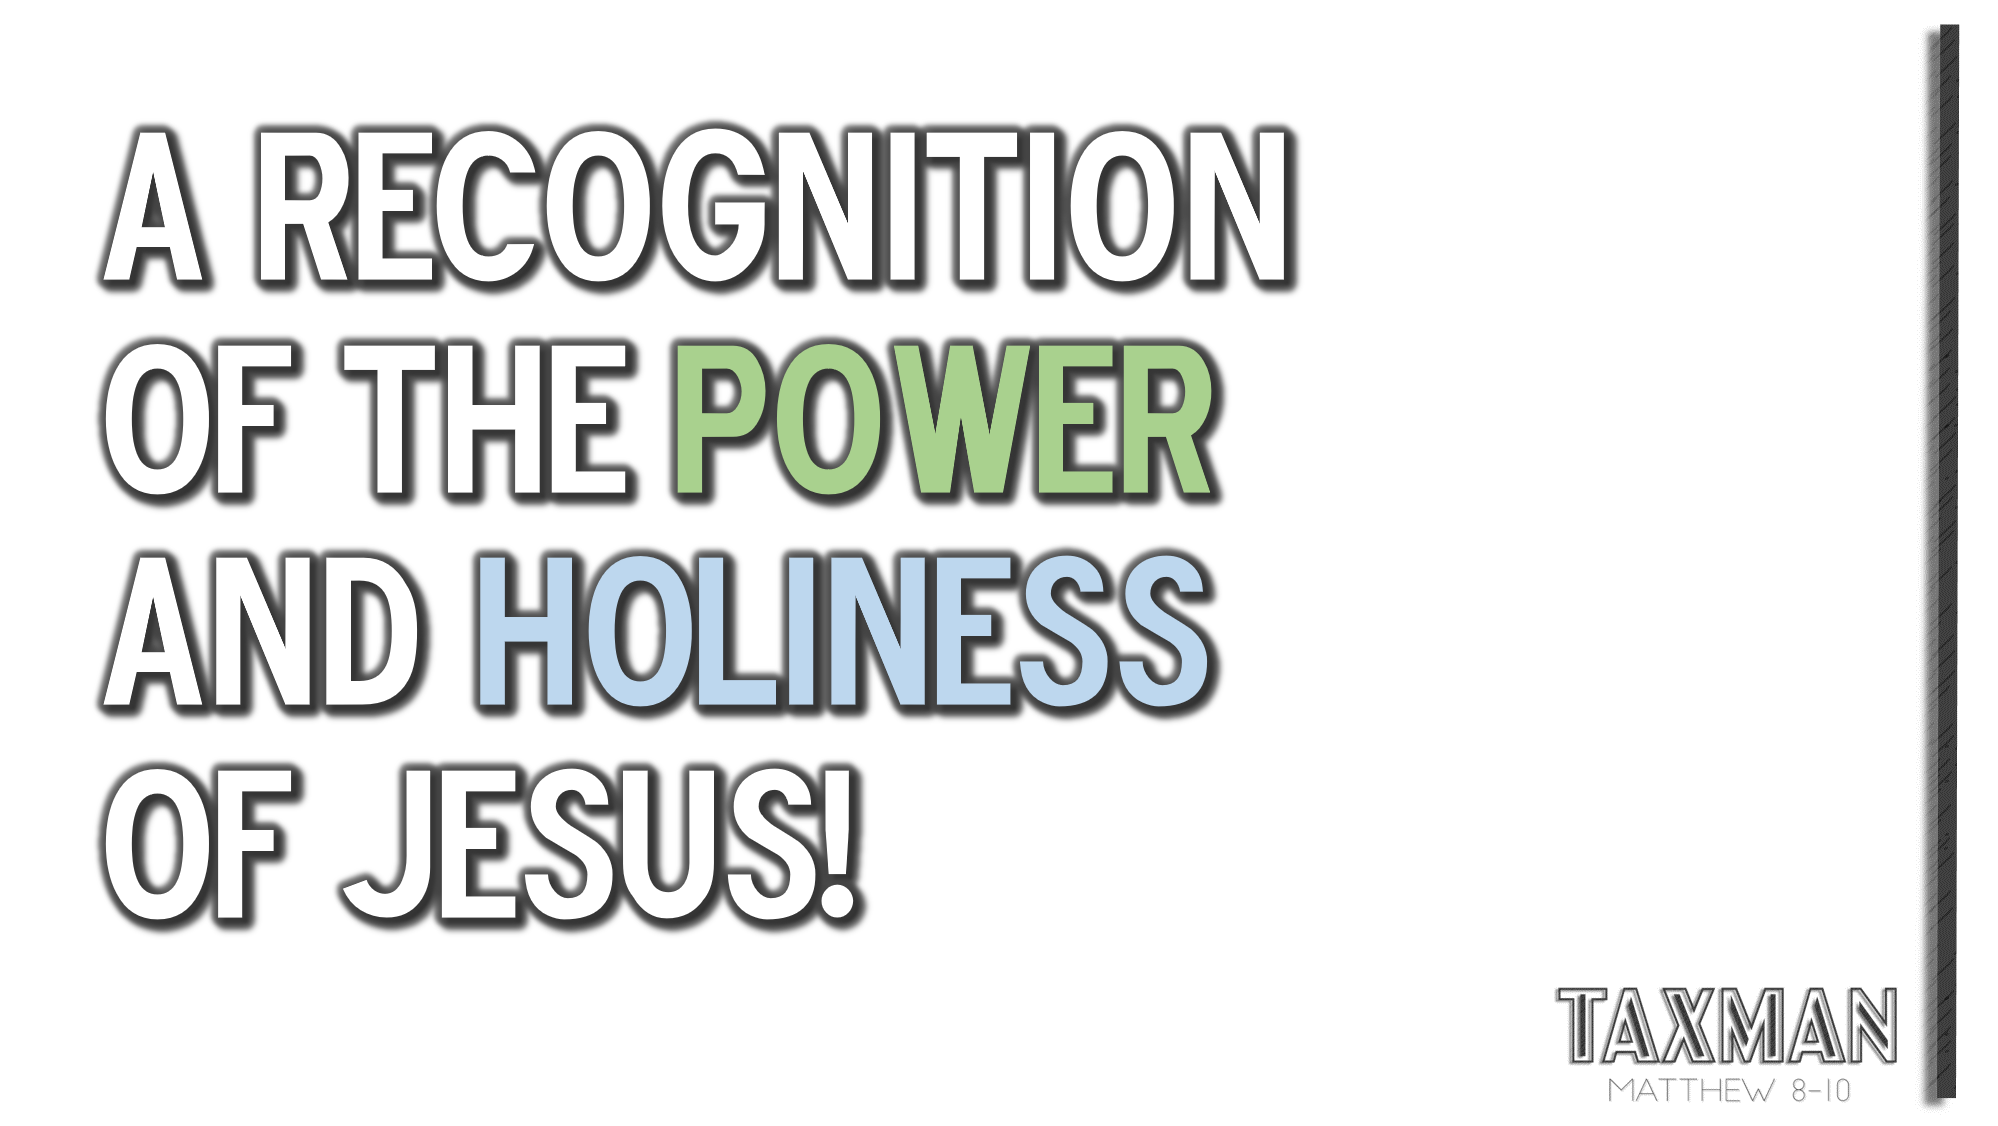 A RECOGNITION
OF THE POWER
AND HOLINESS
OF JESUS!
TAXMAN
MATTHEW 8-10